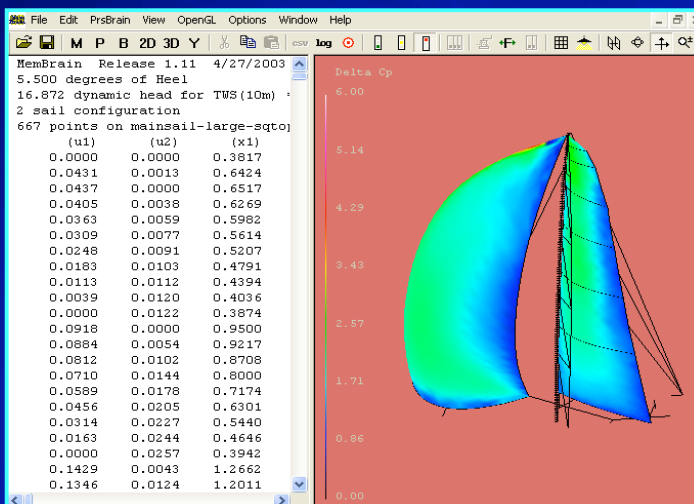 File Edit PrsBrain View OpenGL Options Window Help
M P B 2D 3D Y csv log F
MemBrain Release 1.11 4/27/2003
5.500 degrees of Heel
16.872 dynamic head for TWS(10m) =
2 sail configuration
667 points on mainsail-large-sqtop
(u1) (u2) (x1)
0.0000 0.0000 0.3817
0.0431 0.0013 0.6424
0.0437 0.0000 0.6517
0.0405 0.0038 0.6269
0.0363 0.0059 0.5982
0.0309 0.0077 0.5614
0.0248 0.0091 0.5207
0.0183 0.0103 0.4791
0.0113 0.0112 0.4394
0.0039 0.0120 0.4036
0.0000 0.0122 0.3874
0.0918 0.0000 0.9500
0.0884 0.0054 0.9217
0.0812 0.0102 0.8708
0.0710 0.0144 0.8000
0.0589 0.0178 0.7174
0.0456 0.0205 0.6301
0.0314 0.0227 0.5440
0.0163 0.0244 0.4646
0.0000 0.0257 0.3942
0.1429 0.0043 1.2662
0.1346 0.0124 1.2011
Delta Cp
6.00
5.14
4.29
3.43
2.57
1.71
0.86
0.00